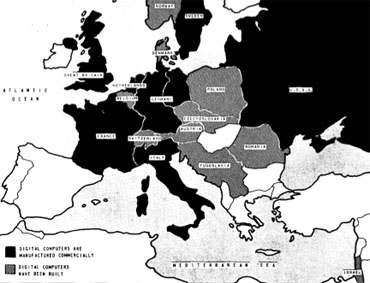 NORWAY
SWEDEN
DENMARK
GREAT BRITAIN
NETHERLANDS
BELGIUM
GERMANY
POLAND
RUSSIA
ATLANTIC
OCEAN
CZECHOSLOVAKIA
FRANCE
SWITZERLAND
AUSTRIA
ROMANIA
ITALY
YUGOSLAVIA
DIGITAL COMPUTERS ARE
MANUFACTURED COMMERCIALLY
DIGITAL COMPUTERS
HAVE BEEN BUILT
MEDITERRANEAN SEA
ISRAEL